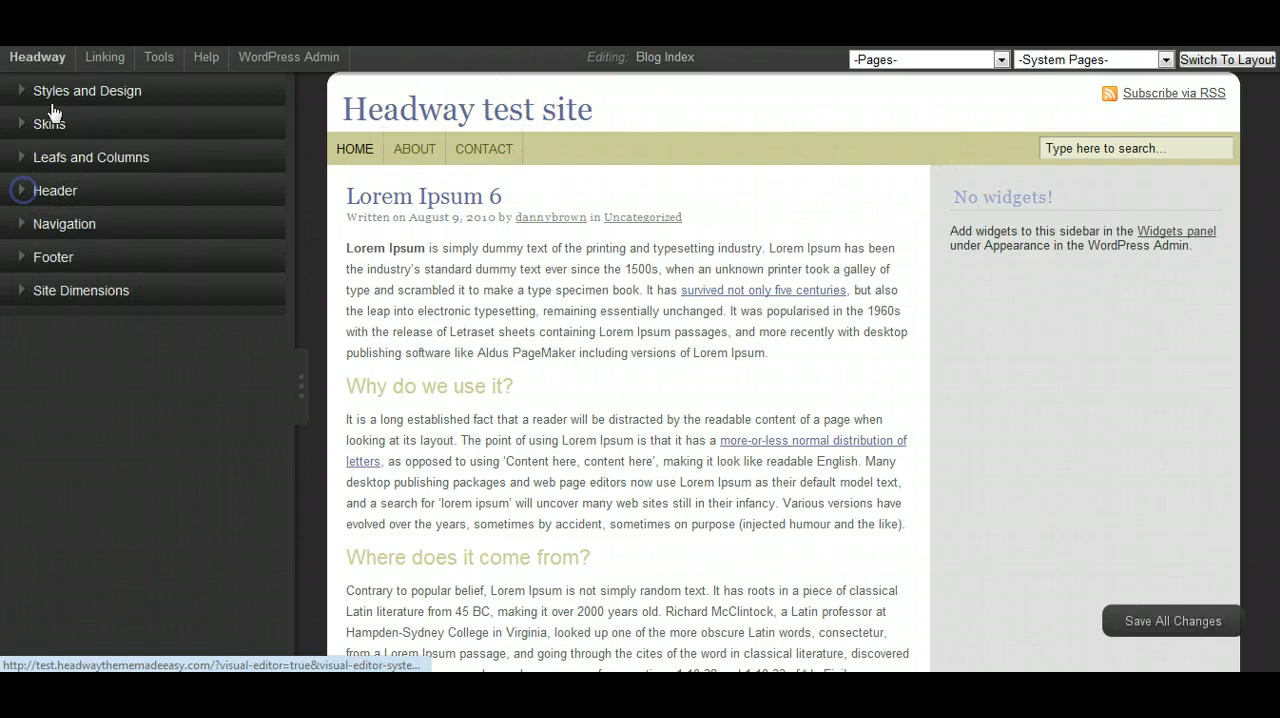 Headway Linking Tools Help WordPress Admin Editing: Blog Index -Pages- -System Pages- Switch To Layout
Styles and Design
Skins
Leafs and Columns
Header
Navigation
Footer
Site Dimensions
Headway test site
Subscribe via RSS
HOME ABOUT CONTACT Type here to search...
Lorem Ipsum 6
Written on August 9, 2010 by dannybrown in Uncategorized
Lorem Ipsum is simply dummy text of the printing and typesetting industry. Lorem Ipsum has been
the industry's standard dummy text ever since the 1500s, when an unknown printer took a galley of
type and scrambled it to make a type specimen book. It has survived not only five centuries, but also
the leap into electronic typesetting, remaining essentially unchanged. It was popularised in the 1960s
with the release of Letraset sheets containing Lorem Ipsum passages, and more recently with desktop
publishing software like Aldus PageMaker including versions of Lorem Ipsum.
Why do we use it?
It is a long established fact that a reader will be distracted by the readable content of a page when
looking at its layout. The point of using Lorem Ipsum is that it has a more-or-less normal distribution of
letters, as opposed to using 'Content here, content here', making it look like readable English. Many
desktop publishing packages and web page editors now use Lorem Ipsum as their default model text,
and a search for 'lorem ipsum' will uncover many web sites still in their infancy. Various versions have
evolved over the years, sometimes by accident, sometimes on purpose (injected humour and the like).
Where does it come from?
Contrary to popular belief, Lorem Ipsum is not simply random text. It has roots in a piece of classical
Latin literature from 45 BC, making it over 2000 years old. Richard McClintock, a Latin professor at
Hampden-Sydney College in Virginia, looked up one of the more obscure Latin words, consectetur,
from a Lorem Ipsum passage, and going through the cites of the word in classical literature, discovered
No widgets!
Add widgets to this sidebar in the Widgets panel
under Appearance in the WordPress Admin.
Save All Changes
http://test.headwaythememadeeasy.com/?visual-editor=true&visual-editor-syste...